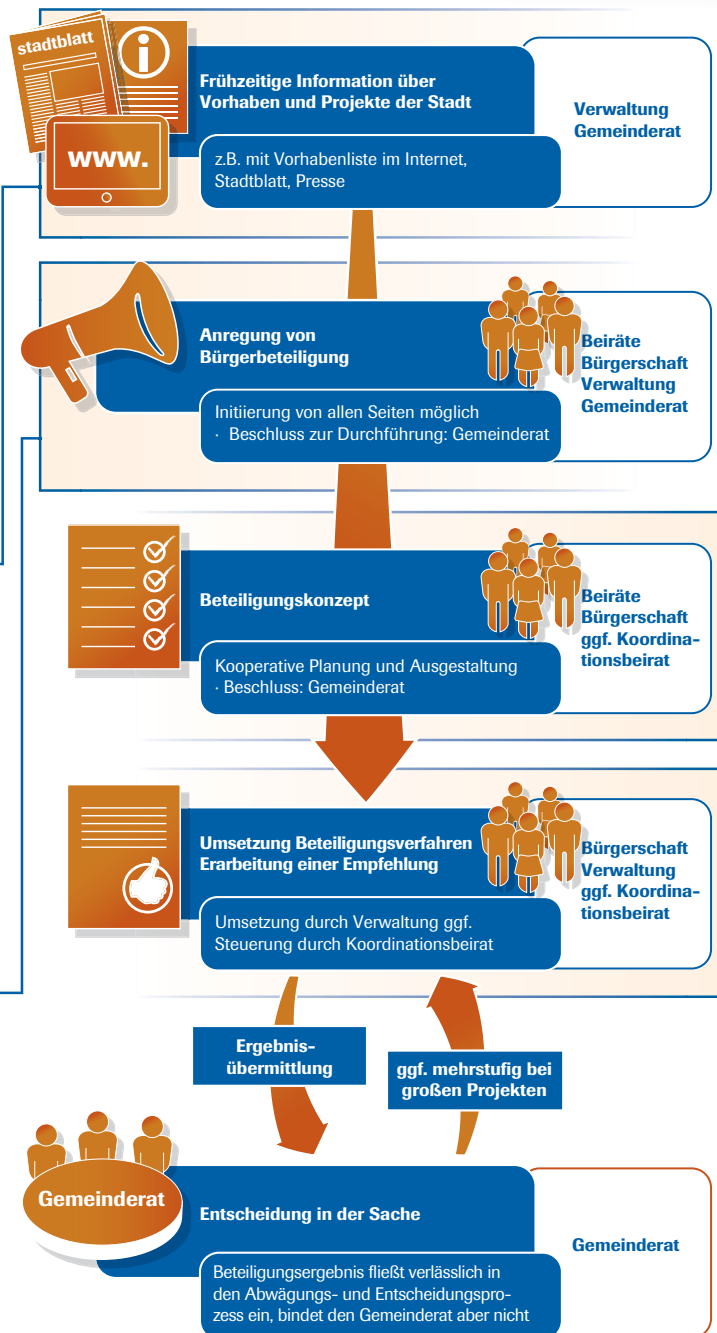 stadtblatt
www.
Frühzeitige Information über
Vorhaben und Projekte der Stadt
z.B. mit Vorhabenliste im Internet,
Stadtblatt, Presse
Verwaltung
Gemeinderat
Anregung von
Bürgerbeteiligung
Initiierung von allen Seiten möglich
· Beschluss zur Durchführung: Gemeinderat
Beiräte
Bürgerschaft
Verwaltung
Gemeinderat
Beteiligungskonzept
Kooperative Planung und Ausgestaltung
· Beschluss: Gemeinderat
Beiräte
Bürgerschaft
ggf. Koordina-
tionsbeirat
Umsetzung Beteiligungsverfahren
Erarbeitung einer Empfehlung
Umsetzung durch Verwaltung ggf.
Steuerung durch Koordinationsbeirat
Bürgerschaft
Verwaltung
ggf. Koordina-
tionsbeirat
Ergebnis-
übermittlung
ggf. mehrstufig bei
großen Projekten
Gemeinderat
Entscheidung in der Sache
Beteiligungsergebnis fließt verlässlich in
den Abwägungs- und Entscheidungspro-
zess ein, bindet den Gemeinderat aber nicht
Gemeinderat